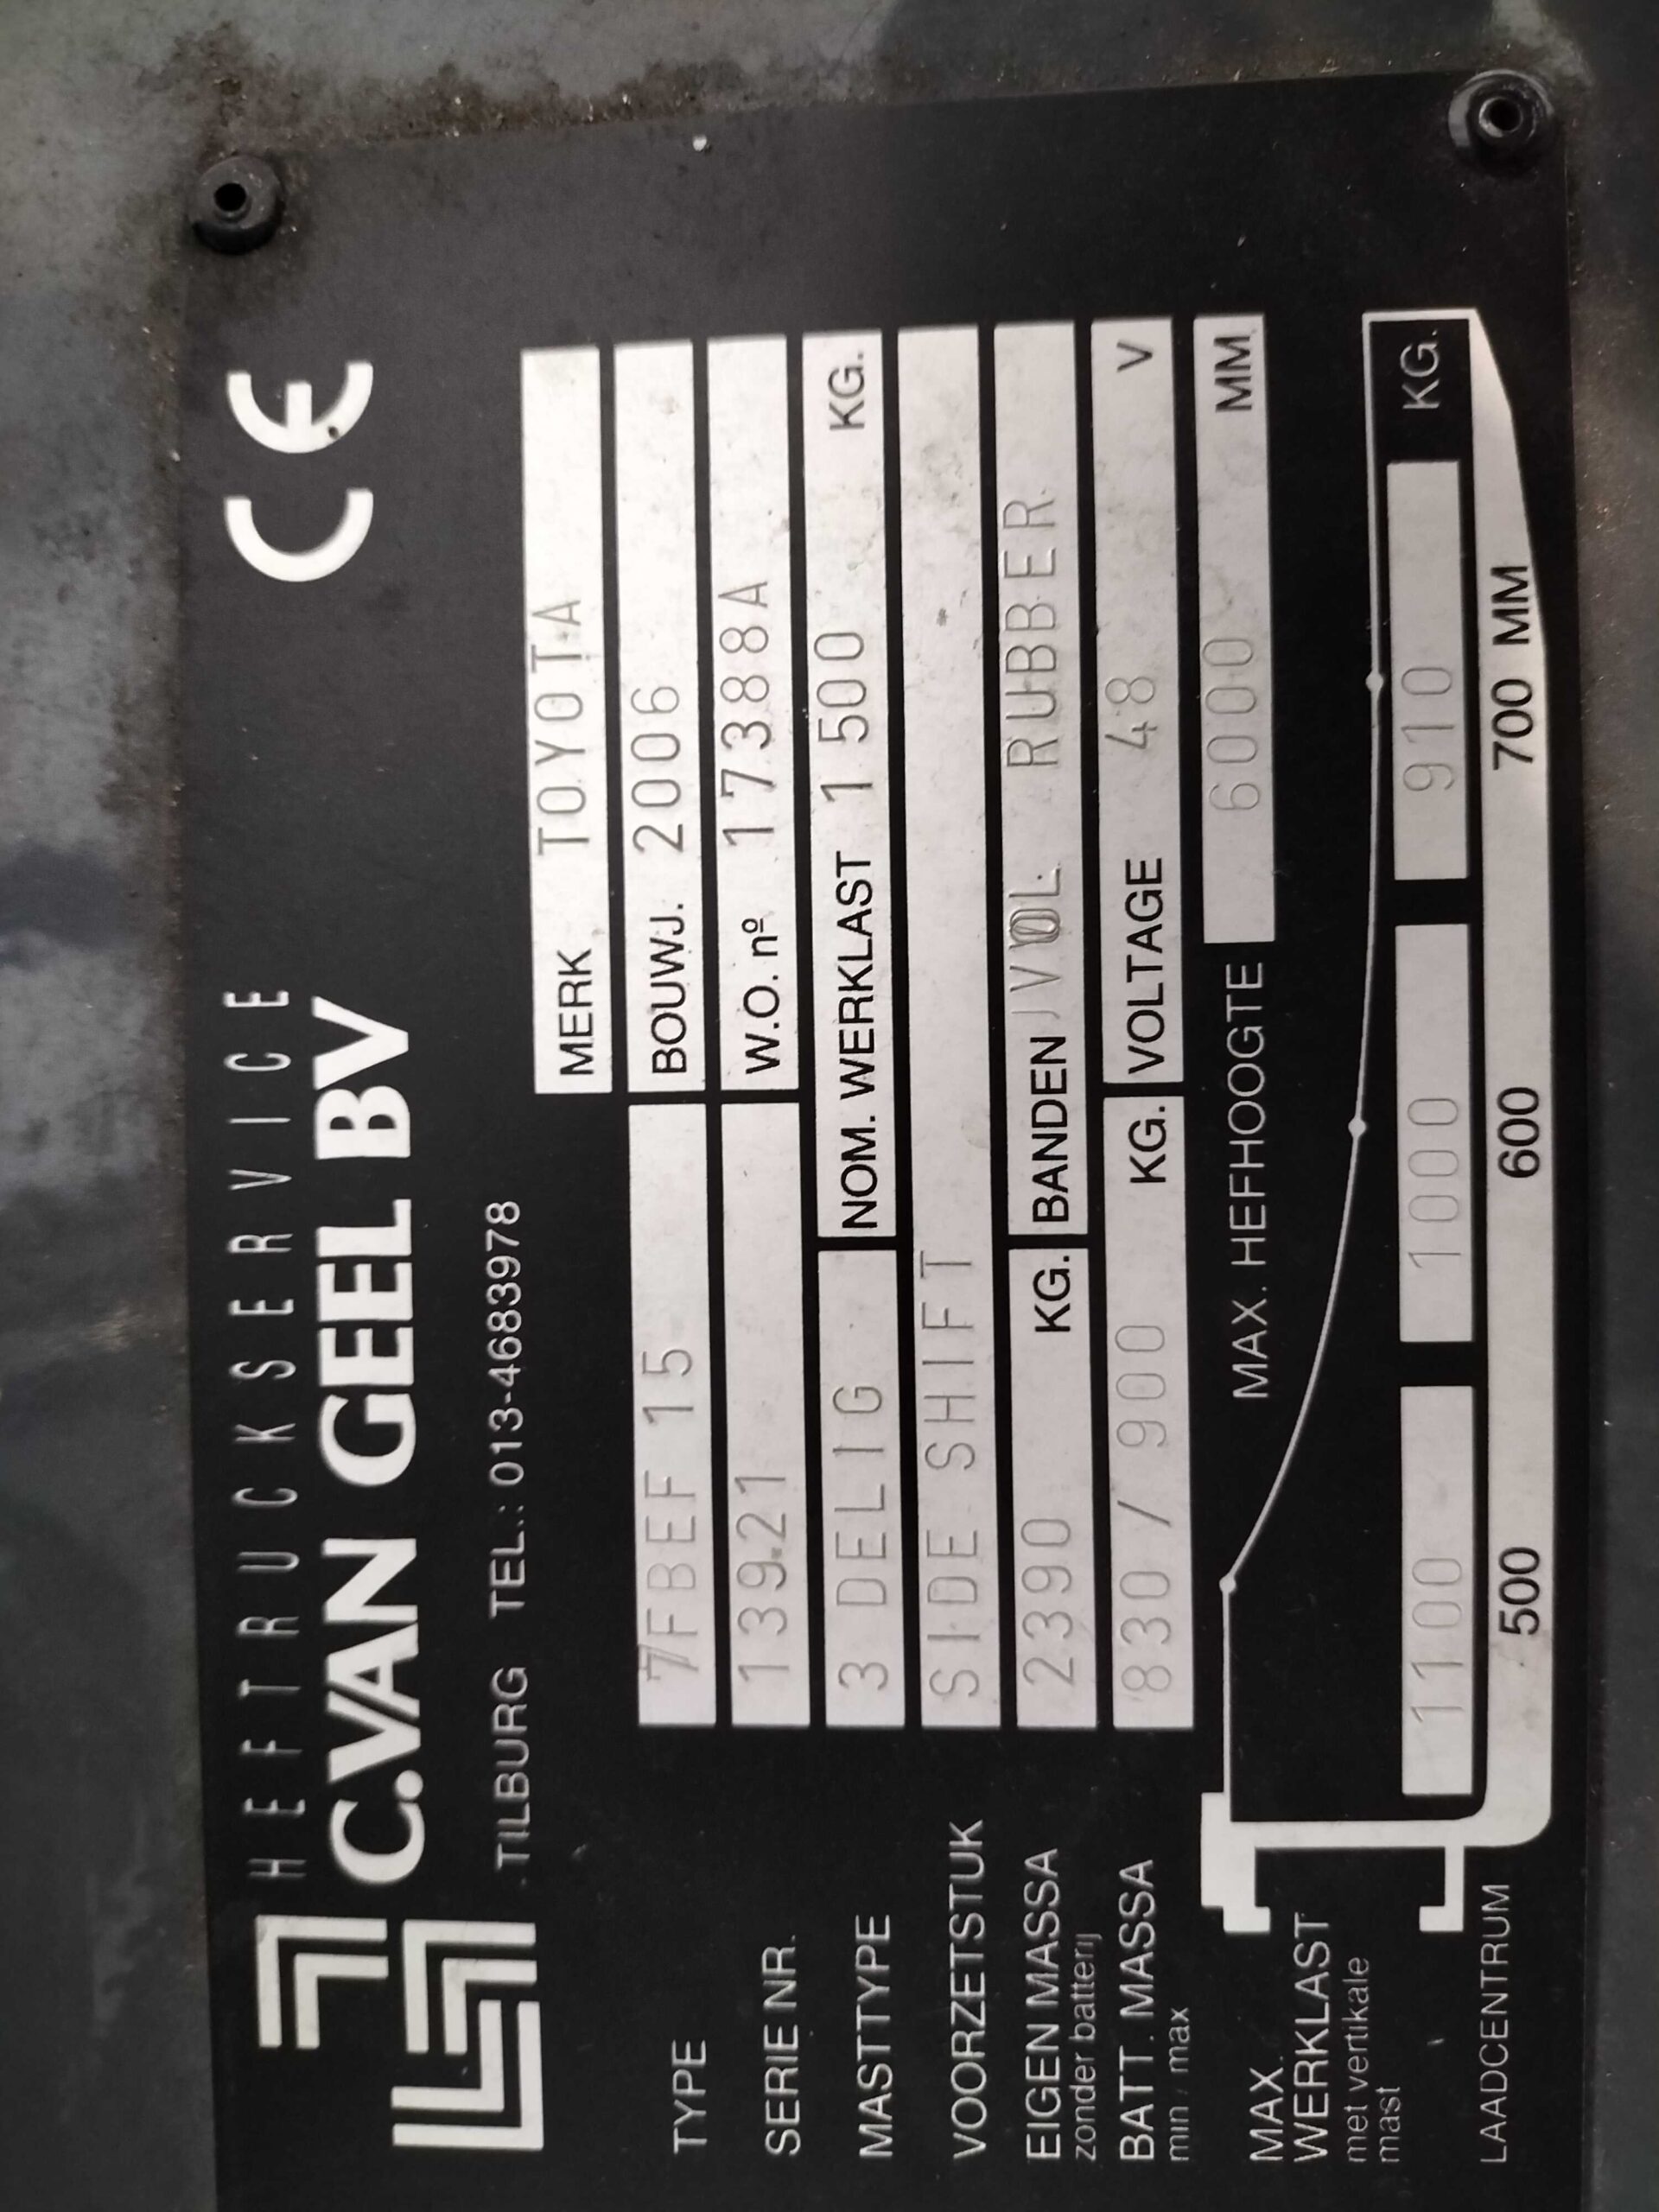 HEFTRUCKSERVICE
C.VAN GEEL BV
CE
TILBURG TEL.: 013-4683978
MERK TOYOTA
TYPE 7FBEF 15 BOUWJ. 2006
SERIE NR. 13921 W.O. nº 17388A
MASTTYPE 3 DELIG NOM. WERKLAST 1 500 KG.
VOORZETSTUK SIDE SHIFT
EIGEN MASSA 2390 KG. BANDEN VOL RUBBER
zonder batterij
BATT. MASSA 830 / 900 KG. VOLTAGE 48 V
min / max
MAX. HEFHOOGTE 6000 MM
MAX.
WERKLAST
met vertikale
mast
1100 1000 910 KG.
LAADCENTRUM 500 600 700 MM